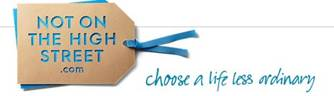 NOT ON
THE HIGH
STREET
.com
choose a life less ordinary